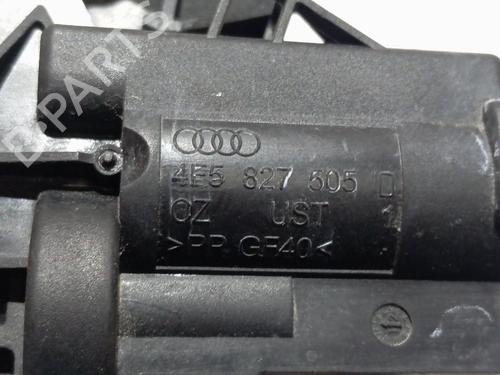 B PARTS
4E5 827 505 D
CZ UST 1
>PP GF40<